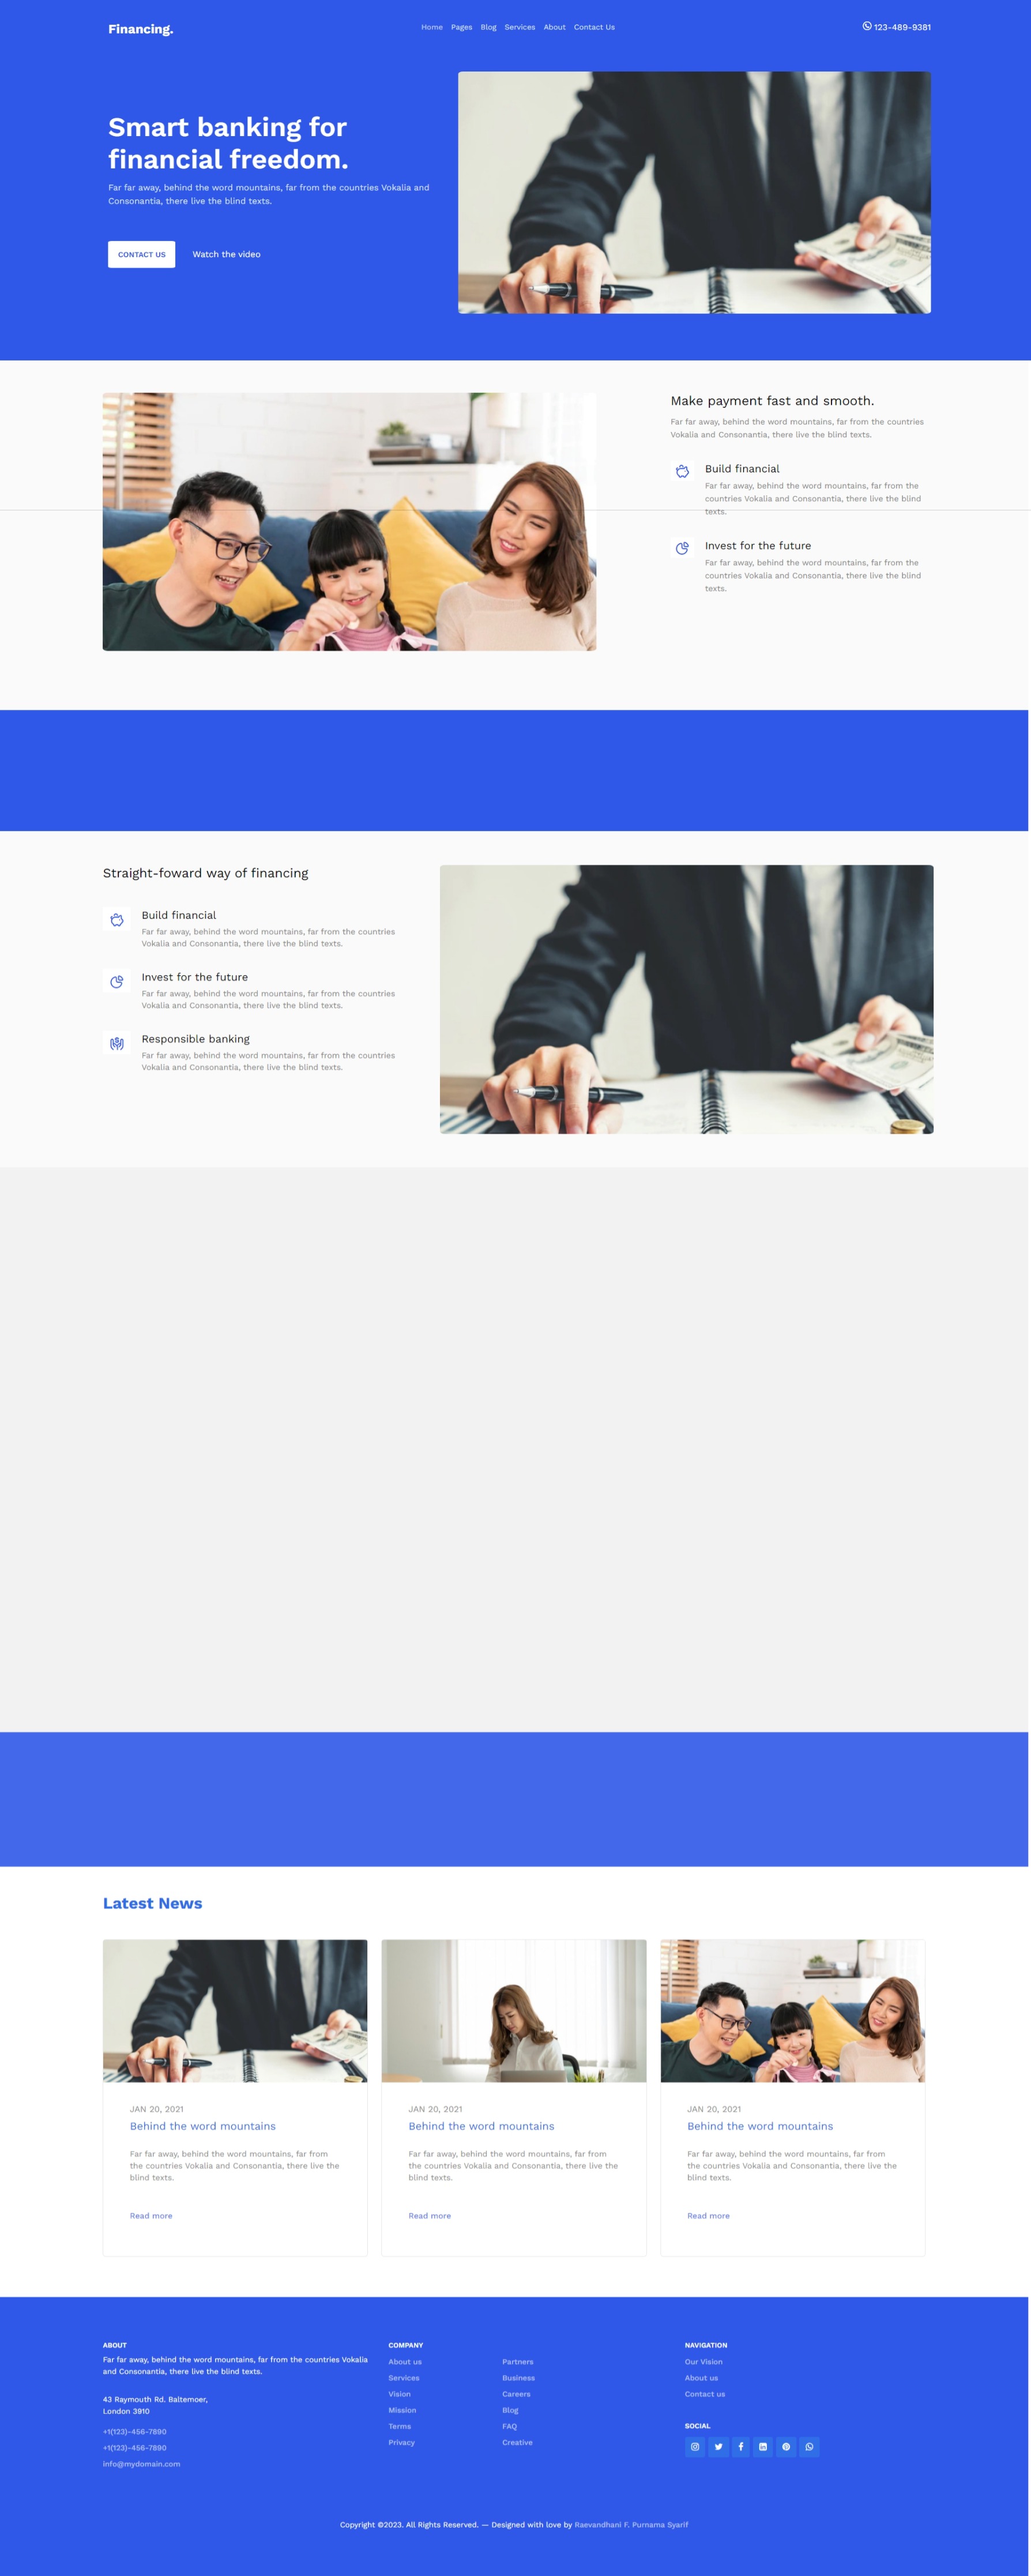 Financing.
Home Pages Blog Services About Contact Us
123-489-9381
Smart banking for
financial freedom.
Far far away, behind the word mountains, far from the countries Vokalia and
Consonantia, there live the blind texts.
CONTACT US
Watch the video
Make payment fast and smooth.
Far far away, behind the word mountains, far from the countries
Vokalia and Consonantia, there live the blind texts.
Build financial
Far far away, behind the word mountains, far from the
countries Vokalia and Consonantia, there live the blind
texts.
Invest for the future
Far far away, behind the word mountains, far from the
countries Vokalia and Consonantia, there live the blind
texts.
Straight-foward way of financing
Build financial
Far far away, behind the word mountains, far from the countries
Vokalia and Consonantia, there live the blind texts.
Invest for the future
Far far away, behind the word mountains, far from the countries
Vokalia and Consonantia, there live the blind texts.
Responsible banking
Far far away, behind the word mountains, far from the countries
Vokalia and Consonantia, there live the blind texts.
Latest News
JAN 20, 2021
Behind the word mountains
Far far away, behind the word mountains, far from
the countries Vokalia and Consonantia, there live the
blind texts.
Read more
JAN 20, 2021
Behind the word mountains
Far far away, behind the word mountains, far from
the countries Vokalia and Consonantia, there live the
blind texts.
Read more
JAN 20, 2021
Behind the word mountains
Far far away, behind the word mountains, far from
the countries Vokalia and Consonantia, there live the
blind texts.
Read more
ABOUT
Far far away, behind the word mountains, far from the countries Vokalia
and Consonantia, there live the blind texts.
43 Raymouth Rd. Baltemoer,
London 3910
+1(123)-456-7890
+1(123)-456-7890
info@mydomain.com
COMPANY
About us
Services
Vision
Mission
Terms
Privacy
Partners
Business
Careers
Blog
FAQ
Creative
NAVIGATION
Our Vision
About us
Contact us
SOCIAL
Copyright ©2023. All Rights Reserved. — Designed with love by Raevandhani F. Purnama Syarif